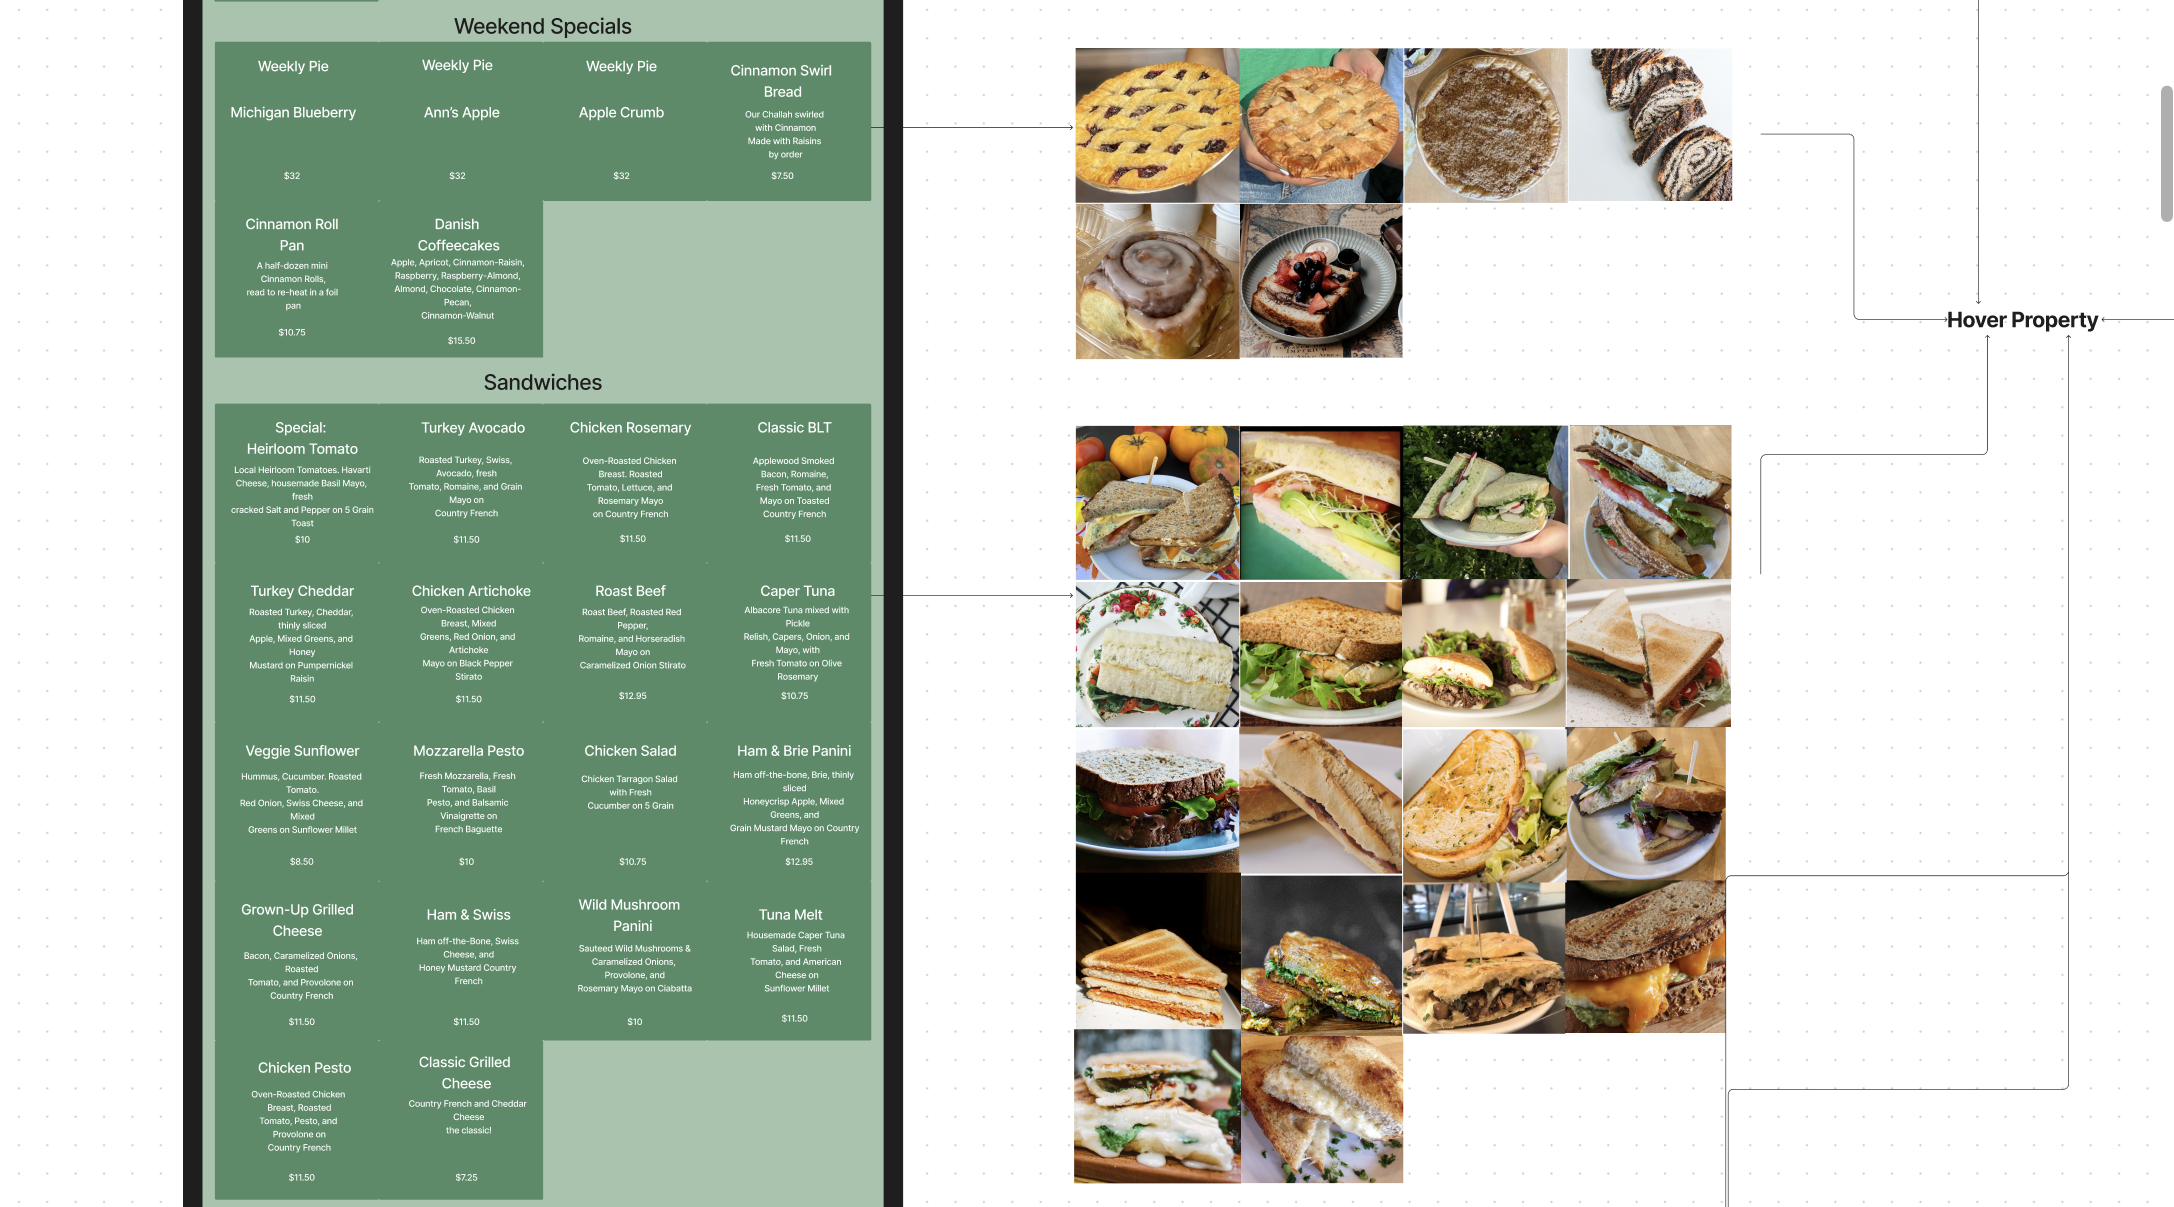 Weekend Specials
Weekly Pie
Michigan Blueberry
$32
Weekly Pie
Ann's Apple
$32
Weekly Pie
Apple Crumb
$32
Cinnamon Swirl
Bread
Our Challah swirled
with Cinnamon
Made with Raisins
by order
$7.50
Cinnamon Roll
Pan
A half-dozen mini
Cinnamon Rolls,
read to re-heat in a foil
pan
$10.75
Danish
Coffeecakes
Apple, Apricot, Cinnamon-Raisin,
Raspberry, Raspberry-Almond,
Almond, Chocolate, Cinnamon-
Pecan,
Cinnamon-Walnut
$15.50
Hover Property
Sandwiches
Special:
Heirloom Tomato
Local Heirloom Tomatoes. Havarti
Cheese, housemade Basil Mayo,
fresh
cracked Salt and Pepper on 5 Grain
Toast
$10
Turkey Avocado
Roasted Turkey, Swiss,
Avocado, fresh
Tomato, Romaine, and Grain
Mayo on
Country French
$11.50
Chicken Rosemary
Oven-Roasted Chicken
Breast. Roasted
Tomato, Lettuce, and
Rosemary Mayo
on Country French
$11.50
Classic BLT
Applewood Smoked
Bacon, Romaine,
Fresh Tomato, and
Mayo on Toasted
Country French
$11.50
Turkey Cheddar
Roasted Turkey, Cheddar,
thinly sliced
Apple, Mixed Greens, and
Honey
Mustard on Pumpernickel
Raisin
$11.50
Chicken Artichoke
Oven-Roasted Chicken
Breast, Mixed
Greens, Red Onion, and
Artichoke
Mayo on Black Pepper
Stirato
$11.50
Roast Beef
Roast Beef, Roasted Red
Pepper,
Romaine, and Horseradish
Mayo on
Caramelized Onion Stirato
$12.95
Caper Tuna
Albacore Tuna mixed with
Pickle
Relish, Capers, Onion, and
Mayo, with
Fresh Tomato on Olive
Rosemary
$10.75
Veggie Sunflower
Hummus, Cucumber. Roasted
Tomato.
Red Onion, Swiss Cheese, and
Mixed
Greens on Sunflower Millet
$8.50
Mozzarella Pesto
Fresh Mozzarella, Fresh
Tomato, Basil
Pesto, and Balsamic
Vinaigrette on
French Baguette
$10
Chicken Salad
Chicken Tarragon Salad
with Fresh
Cucumber on 5 Grain
$10.75
Ham & Brie Panini
Ham off-the-bone, Brie, thinly
sliced
Honeycrisp Apple, Mixed
Greens, and
Grain Mustard Mayo on Country
French
$12.95
Grown-Up Grilled
Cheese
Bacon, Caramelized Onions,
Roasted
Tomato, and Provolone on
Country French
$11.50
Ham & Swiss
Ham off-the-Bone, Swiss
Cheese, and
Honey Mustard Country
French
$11.50
Wild Mushroom
Panini
Sauteed Wild Mushrooms &
Caramelized Onions,
Provolone, and
Rosemary Mayo on Ciabatta
$10
Tuna Melt
Housemade Caper Tuna
Salad, Fresh
Tomato, and American
Cheese on
Sunflower Millet
$11.50
Chicken Pesto
Oven-Roasted Chicken
Breast, Roasted
Tomato, Pesto, and
Provolone on
Country French
$11.50
Classic Grilled
Cheese
Country French and Cheddar
Cheese
the classic!
$7.25